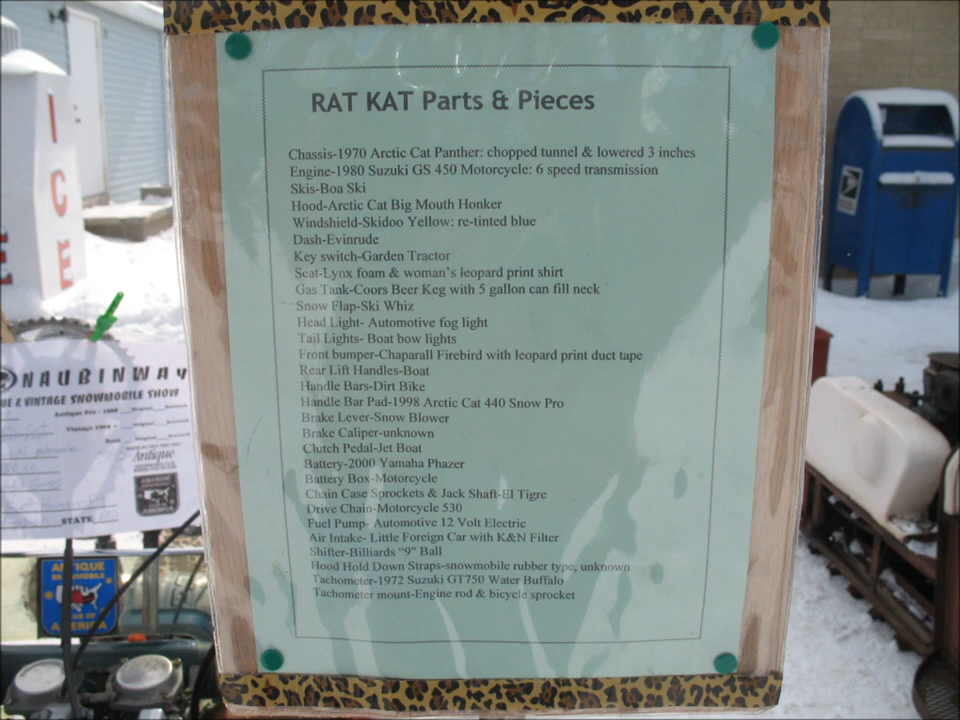 RAT KAT Parts & Pieces
Chassis-1970 Arctic Cat Panther: chopped tunnel & lowered 3 inches
Engine-1980 Suzuki GS 450 Motorcycle: 6 speed transmission
Skis-Boa Ski
Hood-Arctic Cat Big Mouth Honker
Windshield-Skidoo Yellow: re-tinted blue
Dash-Evinrude
Key switch-Garden Tractor
Seat-Lynx foam & woman's leopard print shirt
Gas Tank-Coors Beer Keg with 5 gallon can fill neck
Snow Flap-Ski Whiz
Head Light- Automotive fog light
Tail Lights- Boat bow lights
Front bumper-Chaparall Firebird with leopard print duct tape
Rear Lift Handles-Boat
Handle Bars-Dirt Bike
Handle Bar Pad-1998 Arctic Cat 440 Snow Pro
Brake Lever-Snow Blower
Brake Caliper-unknown
Clutch Pedal-Jet Boat
Battery-2000 Yamaha Phazer
Battery Box-Motorcycle
Chain Case Sprockets & Jack Shaft-El Tigre
Drive Chain-Motorcycle 530
Fuel Pump- Automotive 12 Volt Electric
Air Intake- Little Foreign Car with K&N Filter
Shifter-Billiards "9" Ball
Hood Hold Down Straps-snowmobile rubber type, unknown
Tachometer-1972 Suzuki GT750 Water Buffalo
Tachometer mount-Engine rod & bicycle sprocket
ICE
E
NAUBINWAY
& VINTAGE SNOWMOBILE SHOW
Antique
STATE
ANTIQUE
SNOWMOBILE
CLUB OF
AMERICA